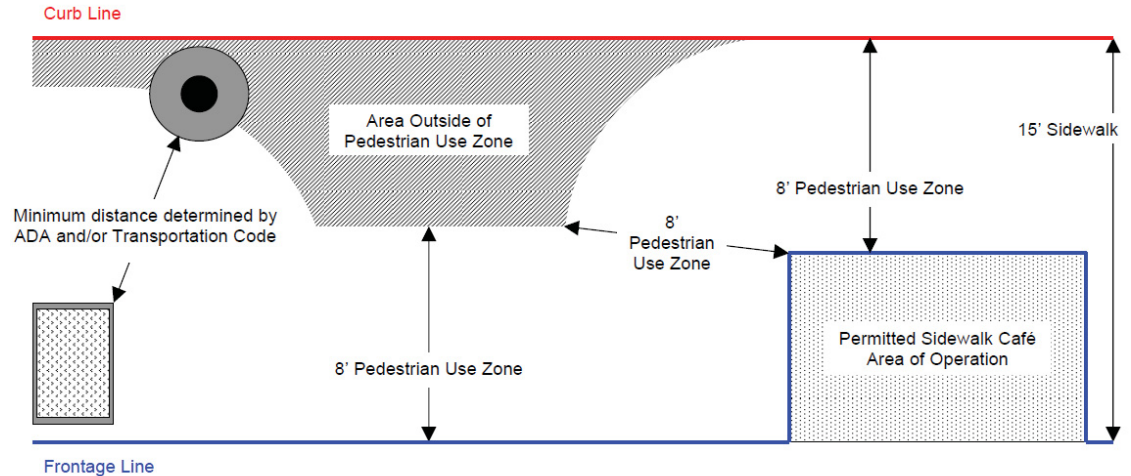 Curb Line
Area Outside of
Pedestrian Use Zone
15’ Sidewalk
8’ Pedestrian Use Zone
Minimum distance determined by
ADA and/or Transportation Code
8’
Pedestrian
Use Zone
Permitted Sidewalk Café
Area of Operation
8’ Pedestrian Use Zone
Frontage Line